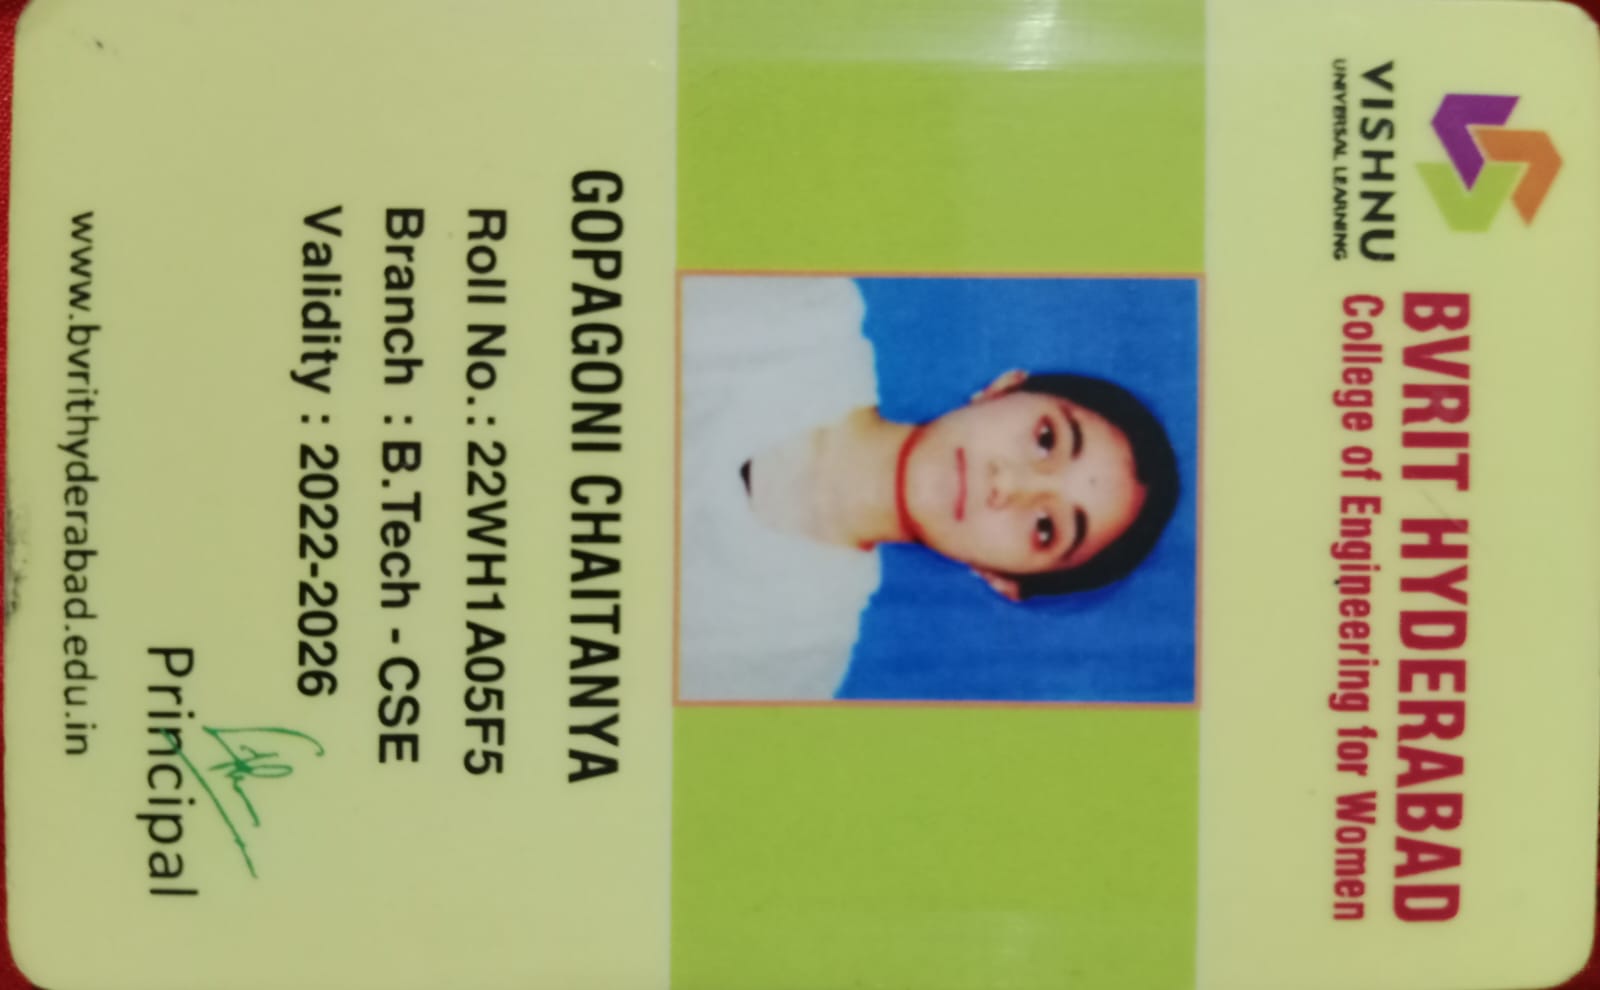 VISHNU
UNIVERSAL LEARNING
BVRIT HYDERABAD
College of Engineering for Women
GOPAGONI CHAITANYA
Roll No.: 22WH1A05F5
Branch : B.Tech - CSE
Validity : 2022-2026
Principal
www.bvrithyderabad.edu.in